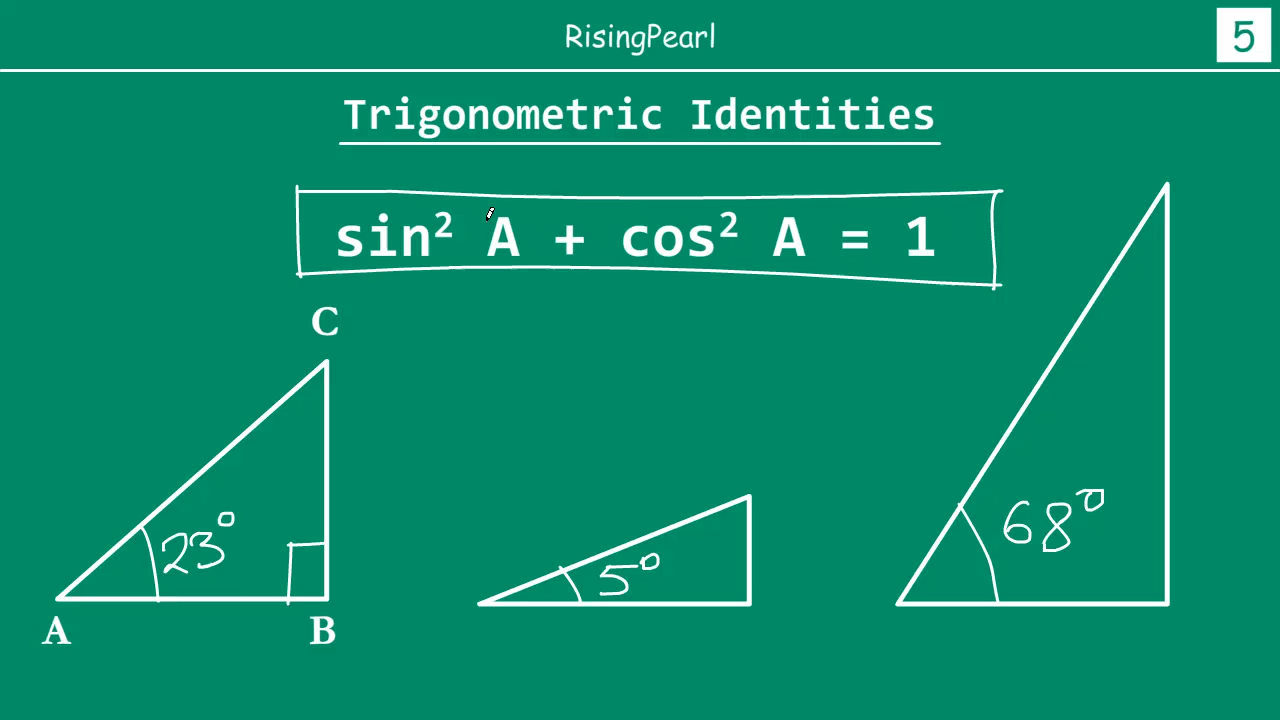 RisingPearl
5
Trigonometric Identities
sin² A + cos² A = 1
C
23°
A
B
5°
68°